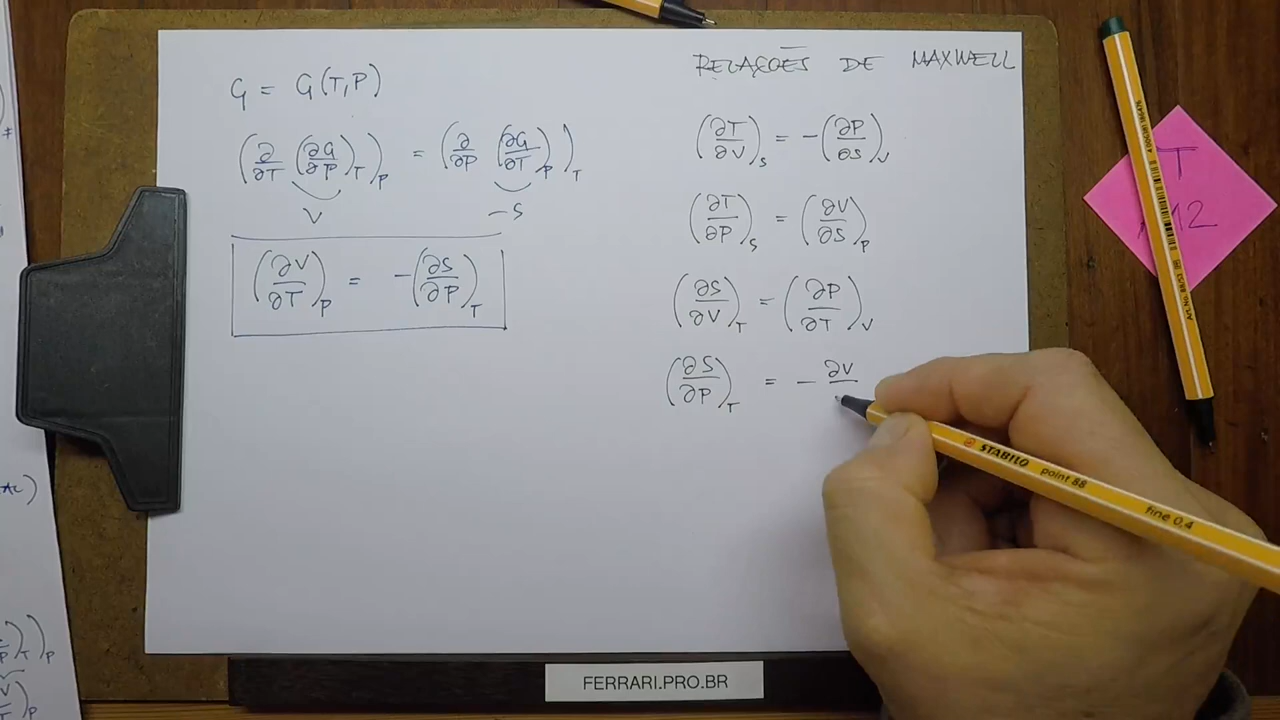 G = G(T,P)
(∂/∂T (∂G/∂P)_T)_P = (∂/∂P (∂G/∂T)_P)_T
V
-S
(∂V/∂T)_P = -(∂S/∂P)_T
RELAÇÕES DE MAXWELL
(∂T/∂V)_S = -(∂P/∂S)_V
(∂T/∂P)_S = (∂V/∂S)_P
(∂S/∂V)_T = (∂P/∂T)_V
(∂S/∂P)_T = - ∂V/
T
M2
STABILO point 88 fine 0,4
FERRARI.PRO.BR